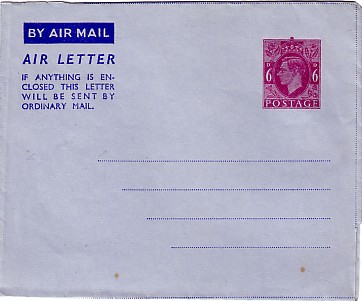 BY AIR MAIL
AIR LETTER
IF ANYTHING IS EN-
CLOSED THIS LETTER
WILL BE SENT BY
ORDINARY MAIL.
D D
6 6
POSTAGE